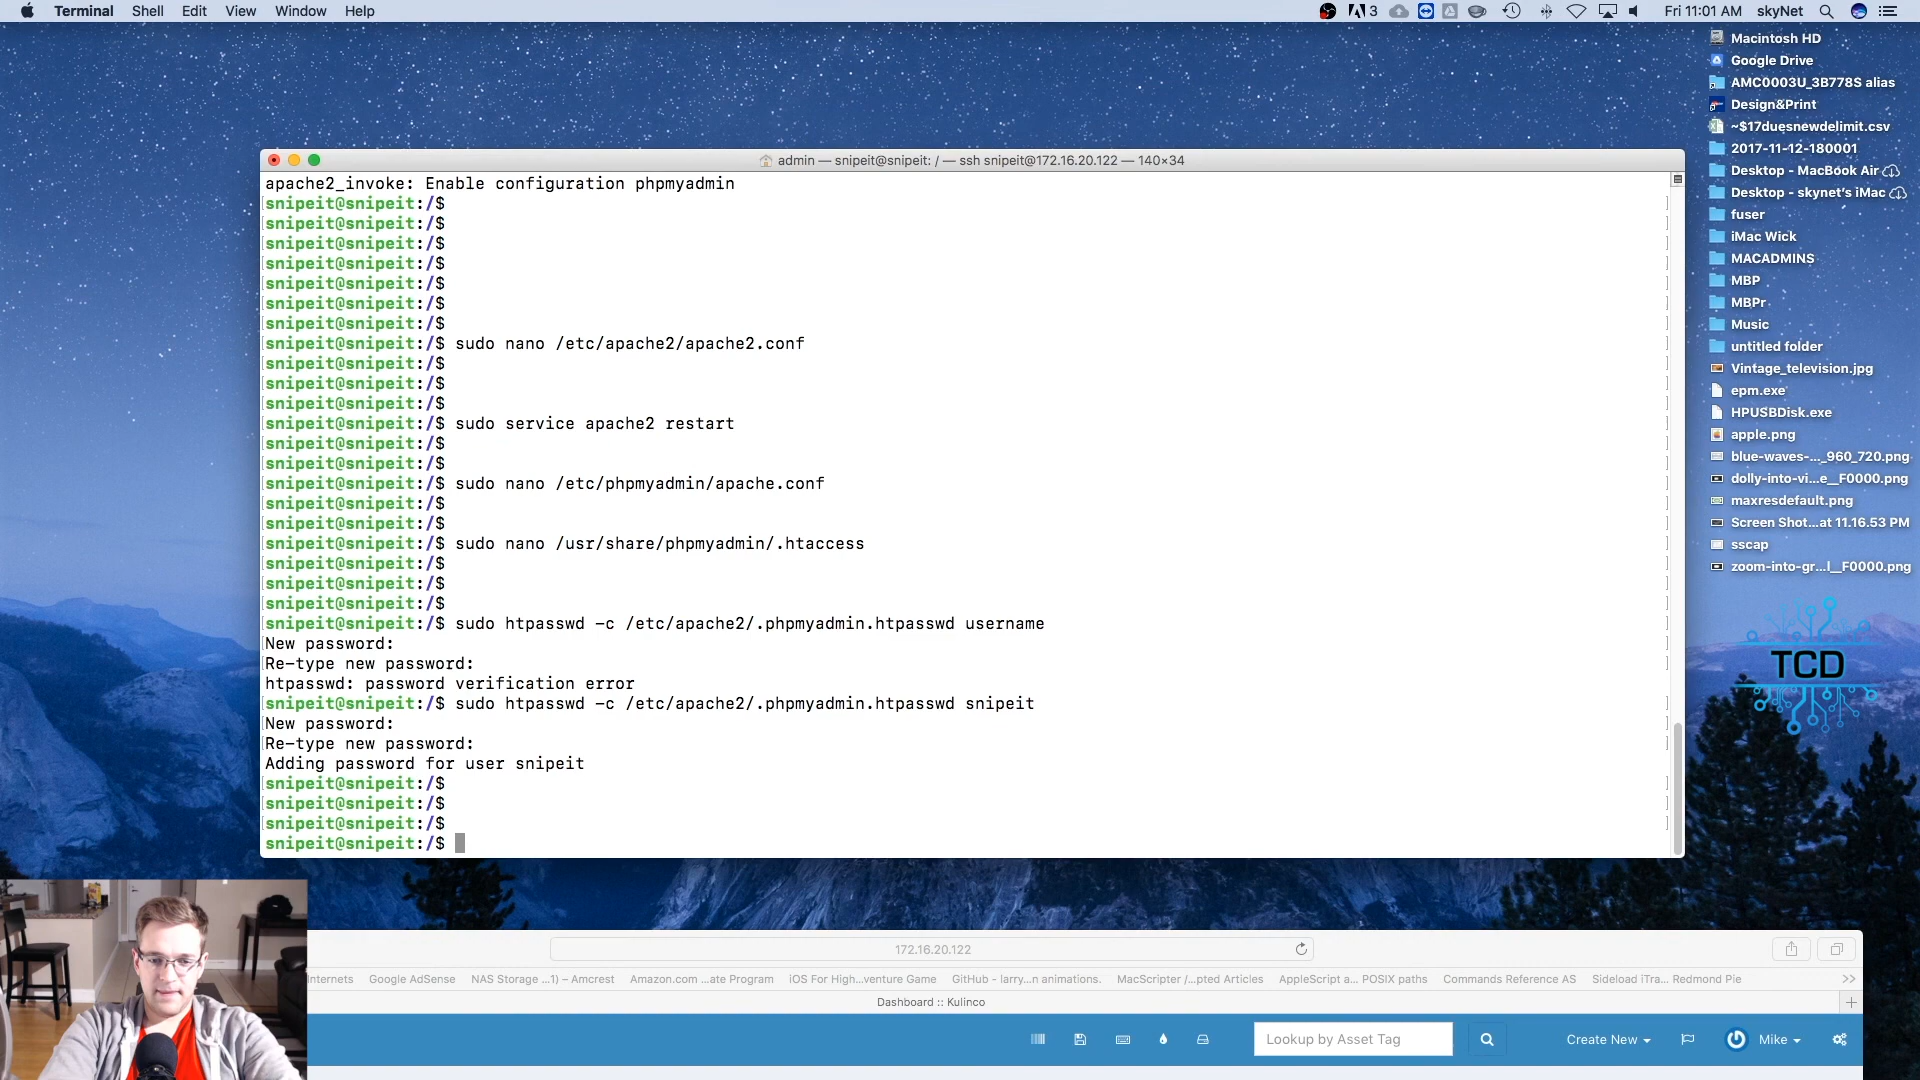 Terminal Shell Edit View Window Help 3 Fri 11:01 AM skyNet
Macintosh HD
Google Drive
AMC0003U_3B778S alias
Design&Print
~$17duesnewdelimit.csv
2017-11-12-180001
Desktop - MacBook Air
Desktop - skynet's iMac
fuser
iMac Wick
MACADMINS
MBP
MBPr
Music
untitled folder
Vintage_television.jpg
epm.exe
HPUSBDisk.exe
apple.png
blue-waves-..._960_720.png
dolly-into-vi...e__F0000.png
maxresdefault.png
Screen Shot...at 11.16.53 PM
sscap
zoom-into-gr...l__F0000.png
TCD
admin — snipeit@snipeit: / — ssh snipeit@172.16.20.122 — 140×34
apache2_invoke: Enable configuration phpmyadmin
snipeit@snipeit:/$
snipeit@snipeit:/$
snipeit@snipeit:/$
snipeit@snipeit:/$
snipeit@snipeit:/$
snipeit@snipeit:/$
snipeit@snipeit:/$
snipeit@snipeit:/$ sudo nano /etc/apache2/apache2.conf
snipeit@snipeit:/$
snipeit@snipeit:/$
snipeit@snipeit:/$
snipeit@snipeit:/$ sudo service apache2 restart
snipeit@snipeit:/$
snipeit@snipeit:/$
snipeit@snipeit:/$ sudo nano /etc/phpmyadmin/apache.conf
snipeit@snipeit:/$
snipeit@snipeit:/$
snipeit@snipeit:/$ sudo nano /usr/share/phpmyadmin/.htaccess
snipeit@snipeit:/$
snipeit@snipeit:/$
snipeit@snipeit:/$
snipeit@snipeit:/$ sudo htpasswd -c /etc/apache2/.phpmyadmin.htpasswd username
New password:
Re-type new password:
htpasswd: password verification error
snipeit@snipeit:/$ sudo htpasswd -c /etc/apache2/.phpmyadmin.htpasswd snipeit
New password:
Re-type new password:
Adding password for user snipeit
snipeit@snipeit:/$
snipeit@snipeit:/$
snipeit@snipeit:/$
snipeit@snipeit:/$
172.16.20.122
Internets Google AdSense NAS Storage ...1) – Amcrest Amazon.com ...ate Program iOS For High...venture Game GitHub - larry...n animations. MacScripter /...pted Articles AppleScript a... POSIX paths Commands Reference AS Sideload iTra... Redmond Pie >>
Dashboard :: Kulinco
Lookup by Asset Tag Create New Mike